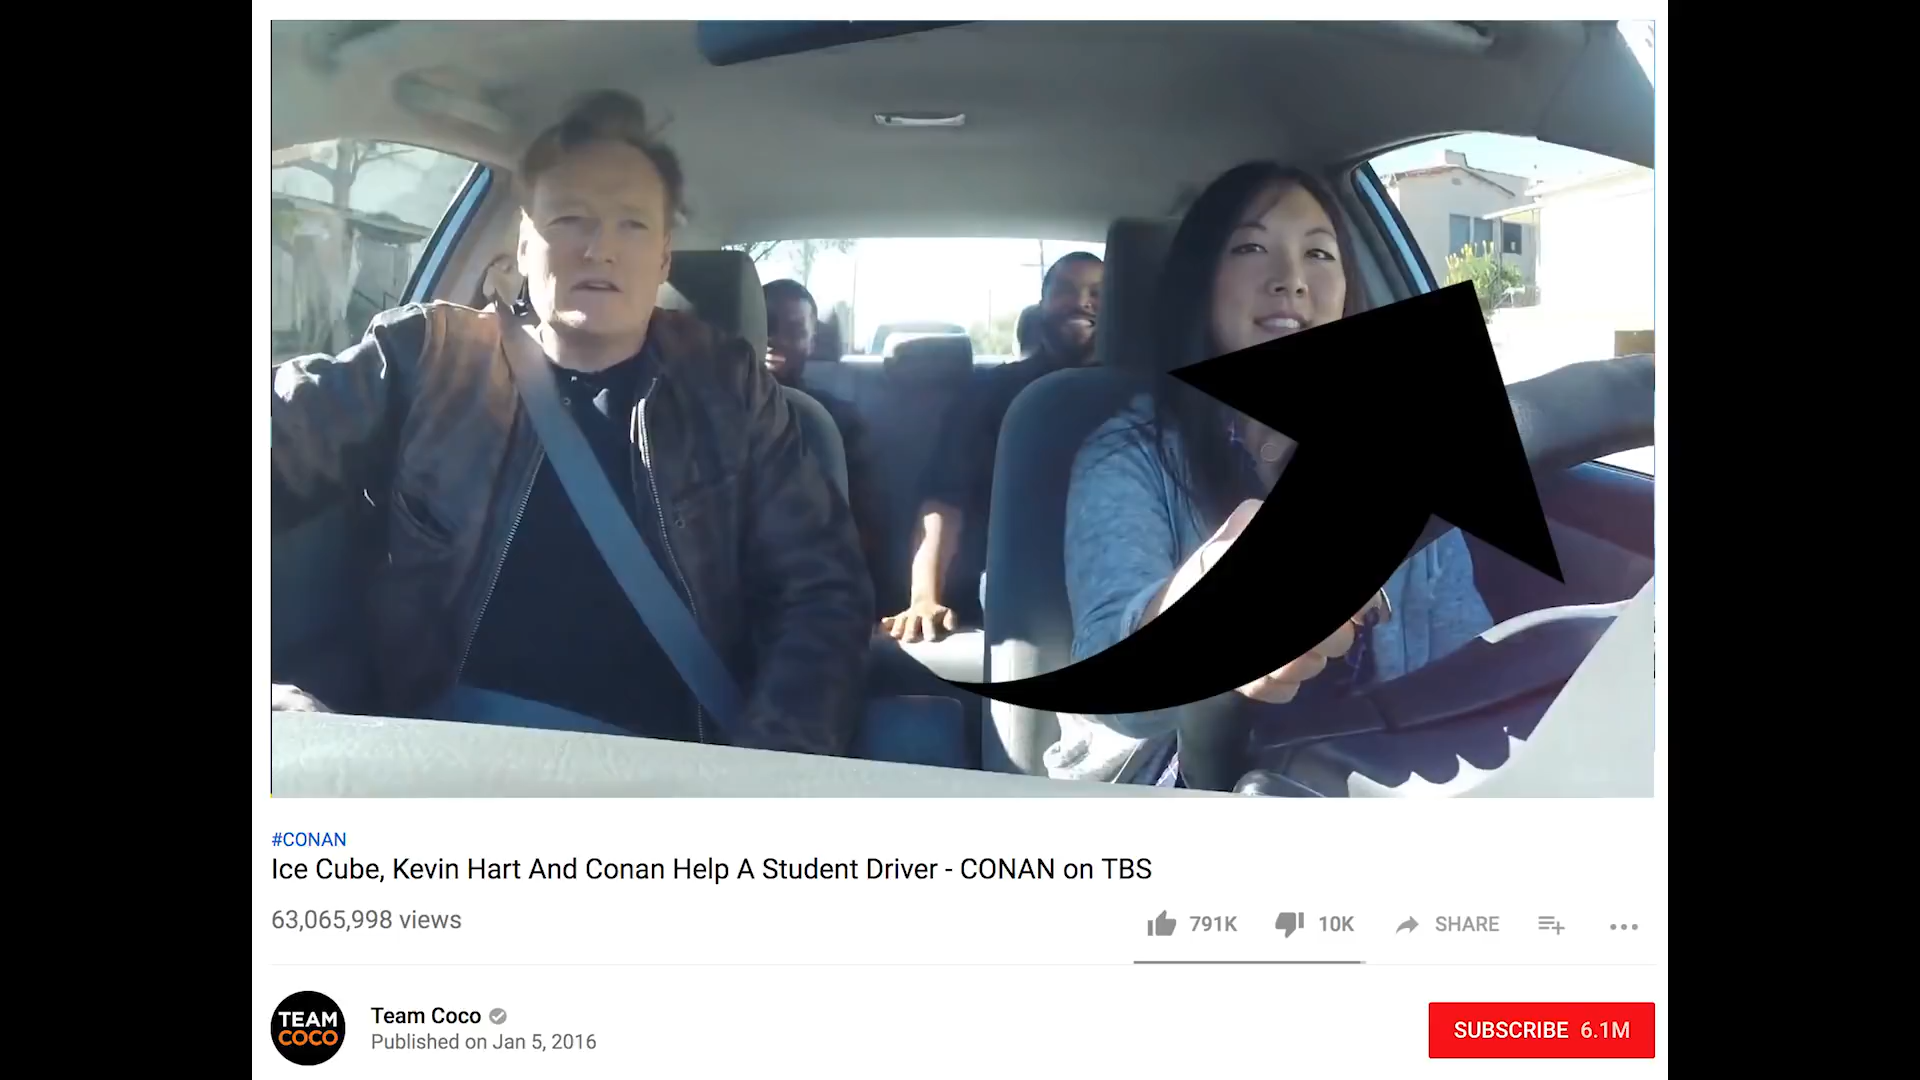 #CONAN
Ice Cube, Kevin Hart And Conan Help A Student Driver - CONAN on TBS
63,065,998 views
791K 10K SHARE
TEAM
COCO
Team Coco
Published on Jan 5, 2016
SUBSCRIBE 6.1M